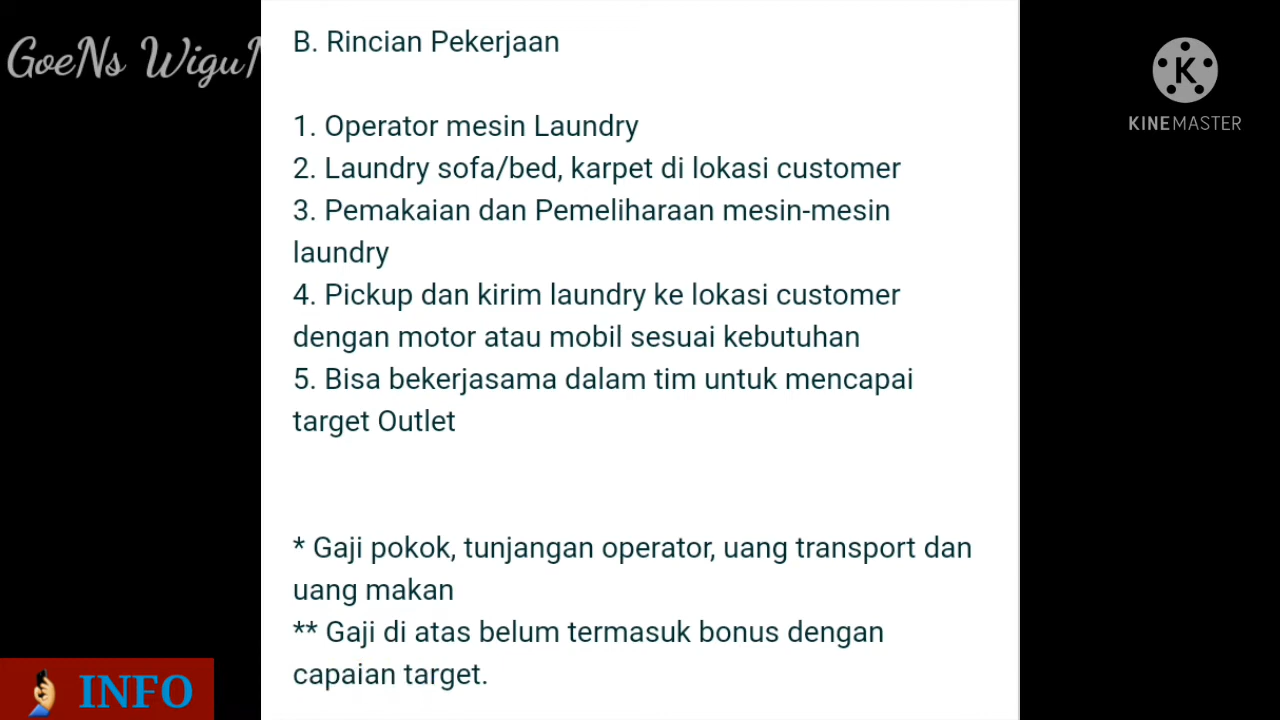 GoeNs
B. Rincian Pekerjaan
K
KINEMASTER
1. Operator mesin Laundry
2. Laundry sofa/bed, karpet di lokasi customer
3. Pemakaian dan Pemeliharaan mesin-mesin
laundry
4. Pickup dan kirim laundry ke lokasi customer
dengan motor atau mobil sesuai kebutuhan
5. Bisa bekerjasama dalam tim untuk mencapai
target Outlet
* Gaji pokok, tunjangan operator, uang transport dan
uang makan
** Gaji di atas belum termasuk bonus dengan
capaian target.
INFO